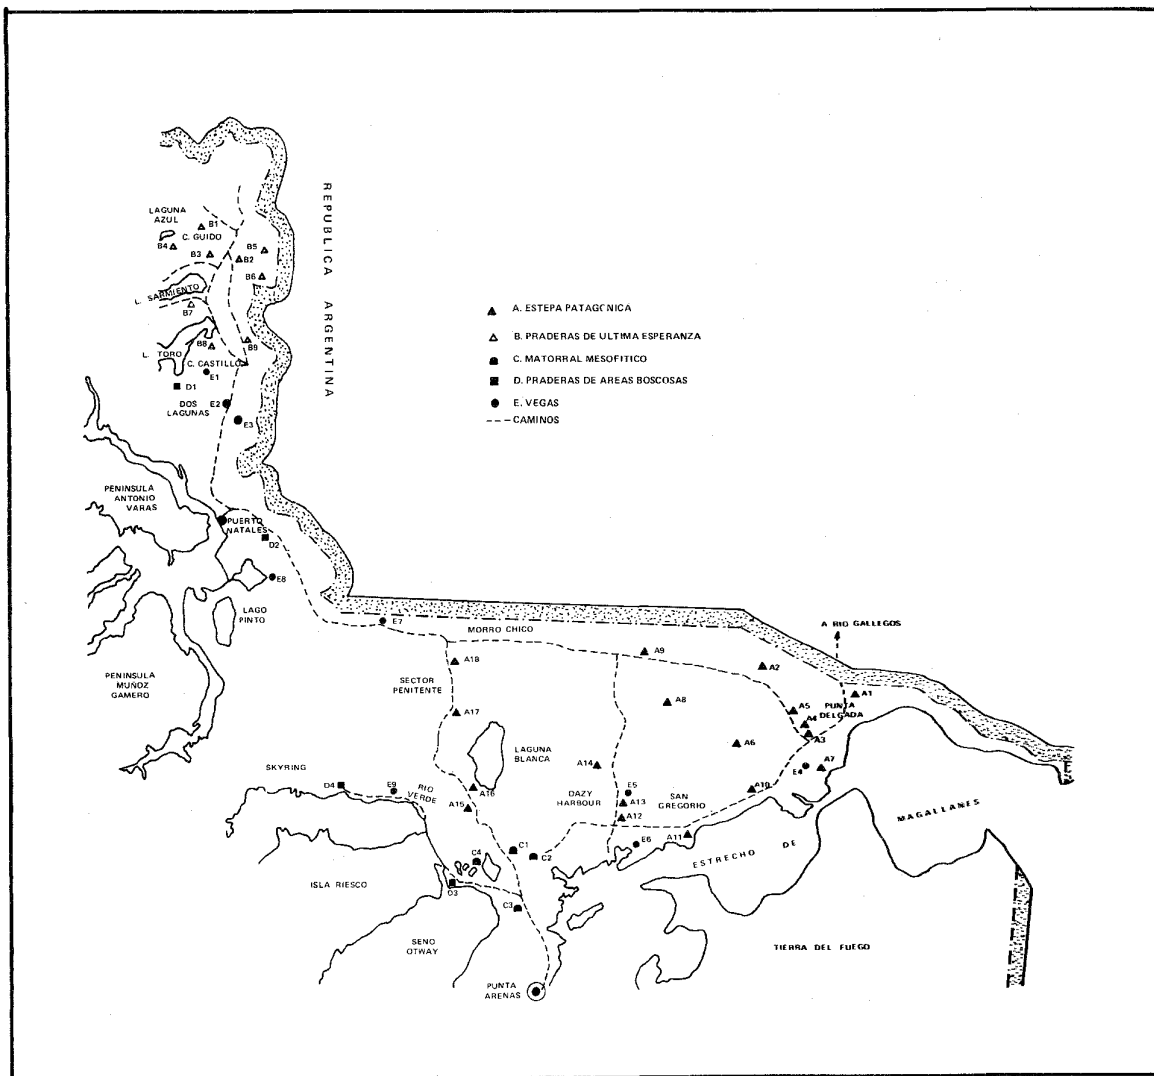 REPUBLICA ARGENTINA
LAGUNA
AZUL
B1
C. GUIDO
B4
B3
B5
B2
B6
L. SARMIENTO
B7
B8
B9
L. TORO
C. CASTILLO
E1
D1
DOS
LAGUNAS
E2
E3
A. ESTEPA PATAGONICA
B. PRADERAS DE ULTIMA ESPERANZA
C. MATORRAL MESOFITICO
D. PRADERAS DE AREAS BOSCOSAS
E. VEGAS
CAMINOS
PENINSULA
ANTONIO
VARAS
PUERTO
NATALES
D2
E8
LAGO
PINTO
E7
MORRO CHICO
A RIO GALLEGOS
PENINSULA
MUÑOZ
GAMERO
SECTOR
PENITENTE
A18
A9
A2
A1
A17
A8
A5
PUNTA
DELGADA
A4
A3
A6
LAGUNA
BLANCA
A14
E4
A7
SKYRING
D4
E9
RIO
VERDE
A16
A15
DAZY
HARBOUR
E5
A13
A12
SAN
GREGORIO
A10
A11
E6
ESTRECHO DE
MAGALLANES
C1
C2
C4
D3
C3
ISLA RIESCO
SENO
OTWAY
TIERRA DEL FUEGO
PUNTA
ARENAS